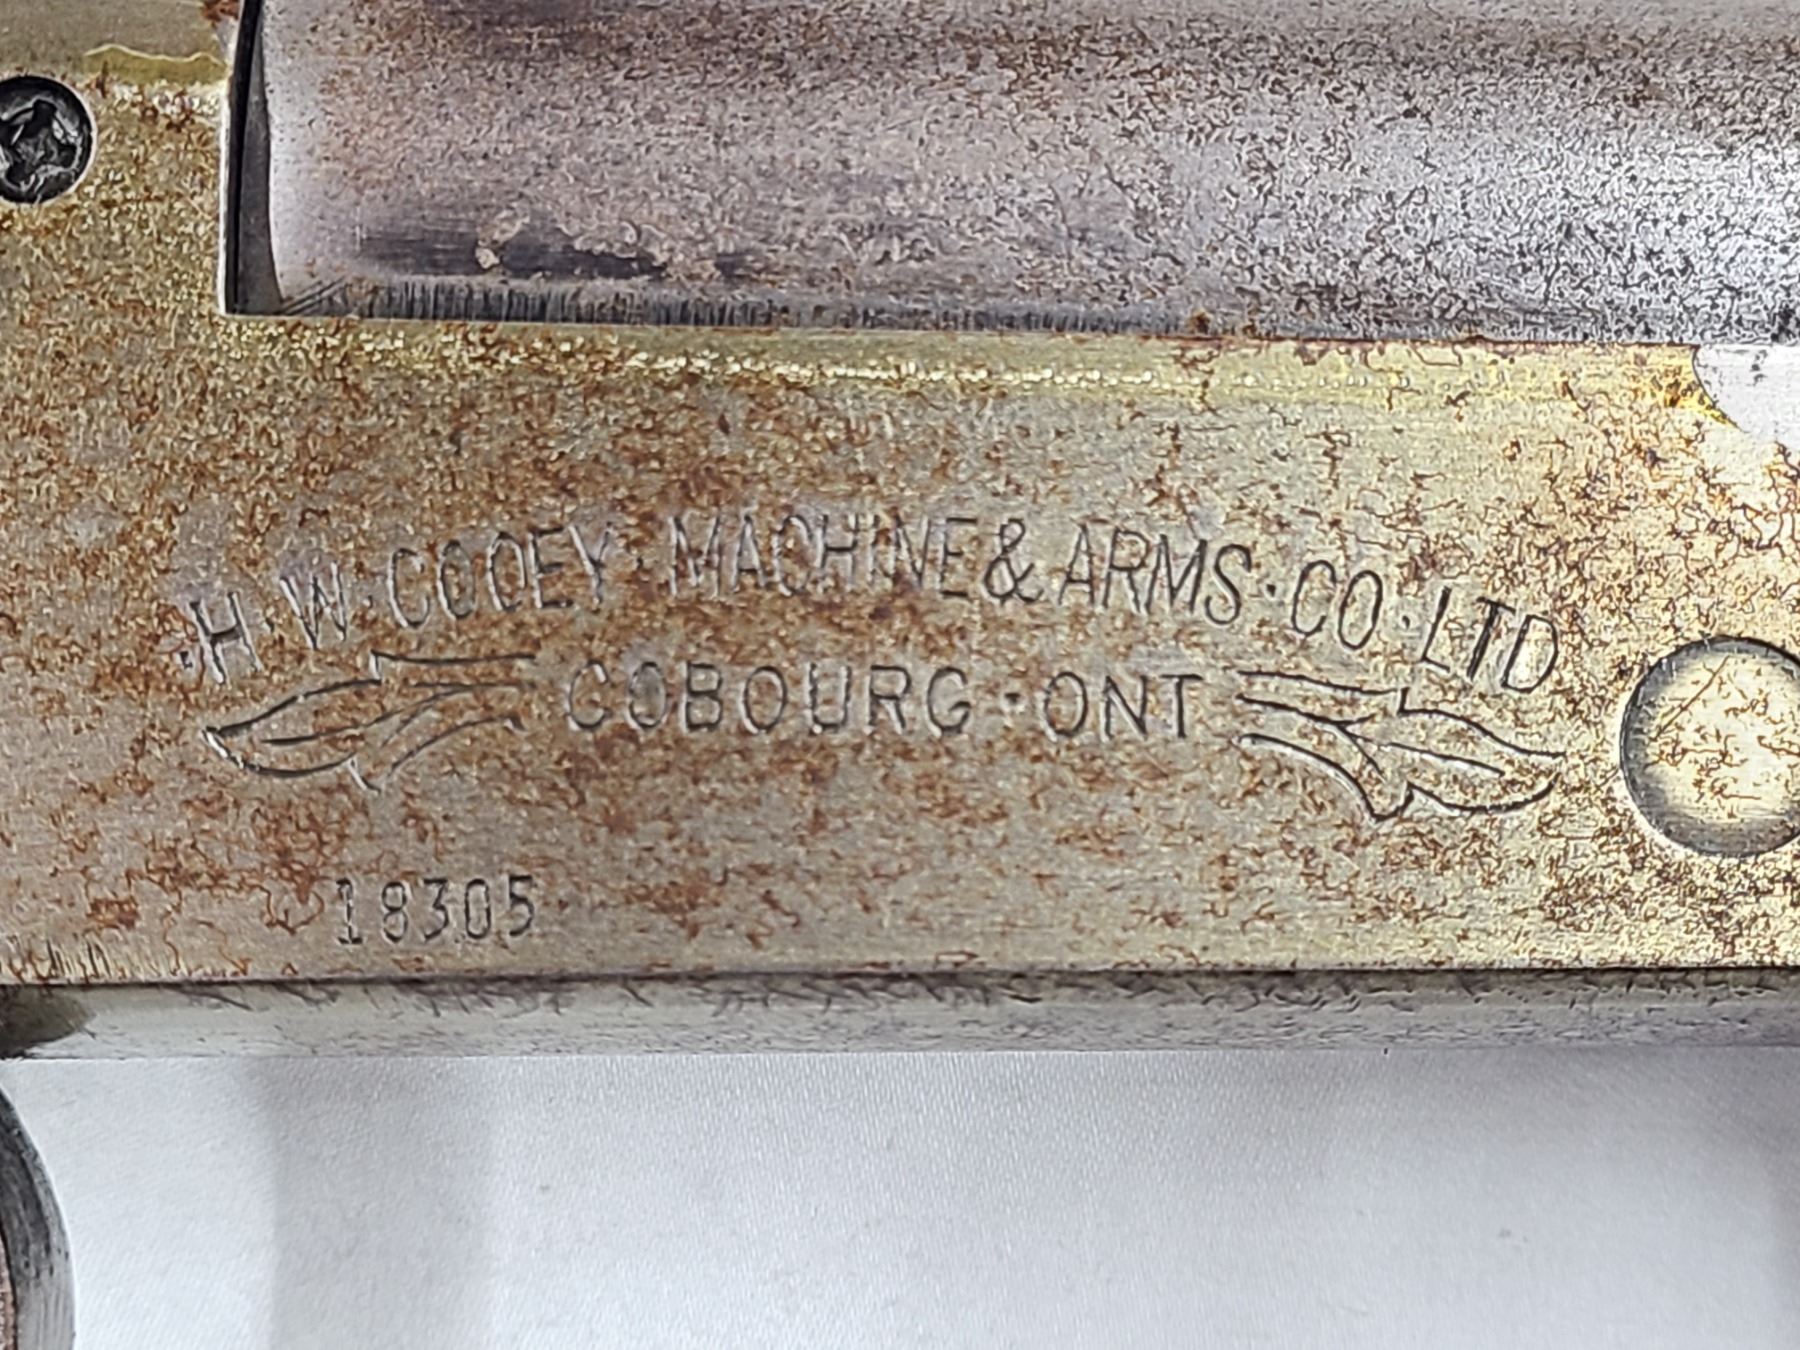 ·H·W·COOEY·MACHINE & ARMS·CO·LTD
COBOURG·ONT
18305